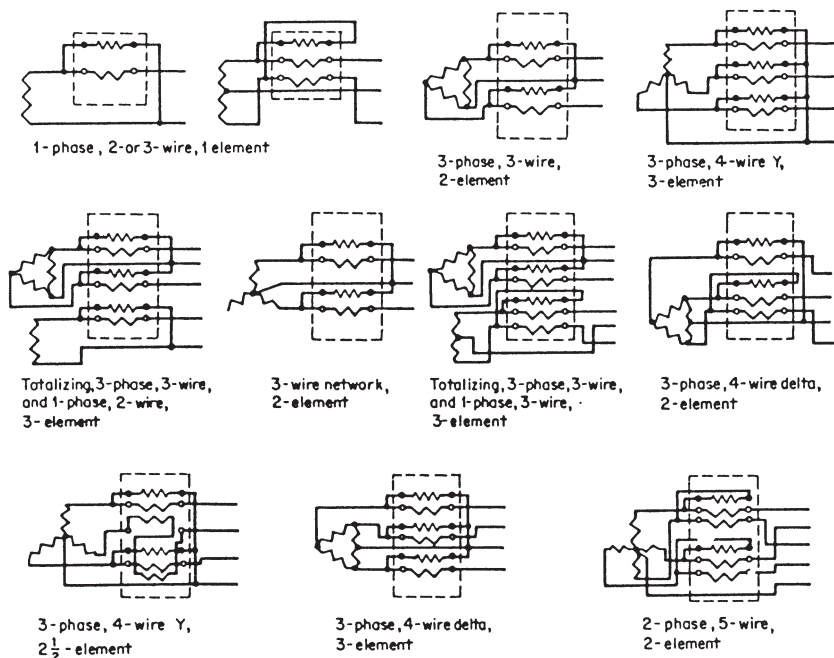 1-phase, 2-or 3-wire, 1 element
3-phase, 3-wire,
2-element
3-phase, 4-wire Y,
3-element
Totalizing, 3-phase, 3-wire,
and 1-phase, 2-wire,
3-element
3-wire network,
2-element
Totalizing, 3-phase, 3-wire,
and 1-phase, 3-wire,
3-element
3-phase, 4-wire delta,
2-element
3-phase, 4-wire Y,
2 1/2-element
3-phase, 4-wire delta,
3-element
2-phase, 5-wire,
2-element